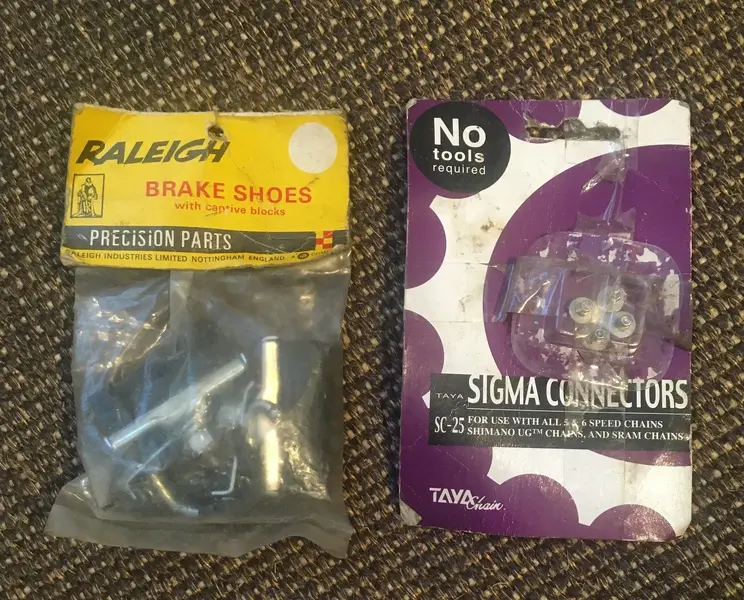 RALEIGH
BRAKE SHOES
with captive blocks
PRECISION PARTS
RALEIGH INDUSTRIES LIMITED NOTTINGHAM ENGLAND
No
tools
required
TAYA SIGMA CONNECTORS
SC-25 FOR USE WITH ALL 5 & 6 SPEED CHAINS
SHIMANO UG™ CHAINS, AND SRAM CHAINS
TAYA Chain